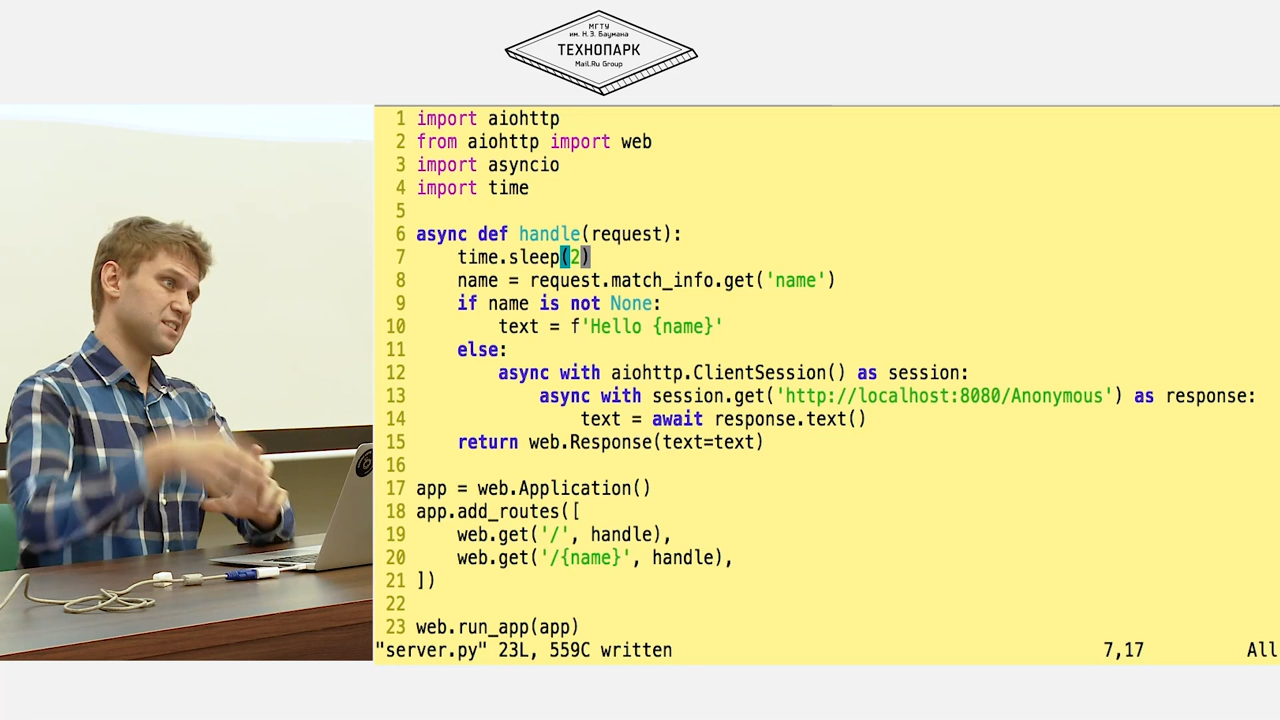 МГТУ
им. Н.Э. Баумана
ТЕХНОПАРК
Mail.Ru Group
1 import aiohttp
2 from aiohttp import web
3 import asyncio
4 import time
5
6 async def handle(request):
7     time.sleep(2)
8     name = request.match_info.get('name')
9     if name is not None:
10         text = f'Hello {name}'
11     else:
12         async with aiohttp.ClientSession() as session:
13             async with session.get('http://localhost:8080/Anonymous') as response:
14                 text = await response.text()
15     return web.Response(text=text)
16
17 app = web.Application()
18 app.add_routes([
19     web.get('/', handle),
20     web.get('/{name}', handle),
21 ])
22
23 web.run_app(app)
"server.py" 23L, 559C written 7,17 All